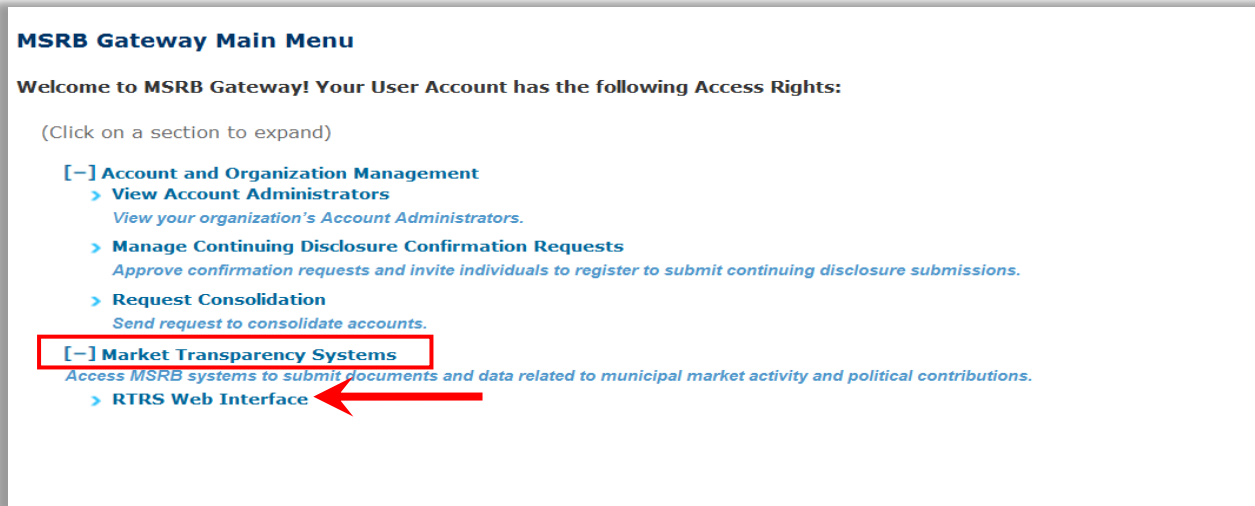 MSRB Gateway Main Menu
Welcome to MSRB Gateway! Your User Account has the following Access Rights:
(Click on a section to expand)
[−] Account and Organization Management
View Account Administrators
View your organization's Account Administrators.
Manage Continuing Disclosure Confirmation Requests
Approve confirmation requests and invite individuals to register to submit continuing disclosure submissions.
Request Consolidation
Send request to consolidate accounts.
[−] Market Transparency Systems
Access MSRB systems to submit documents and data related to municipal market activity and political contributions.
RTRS Web Interface